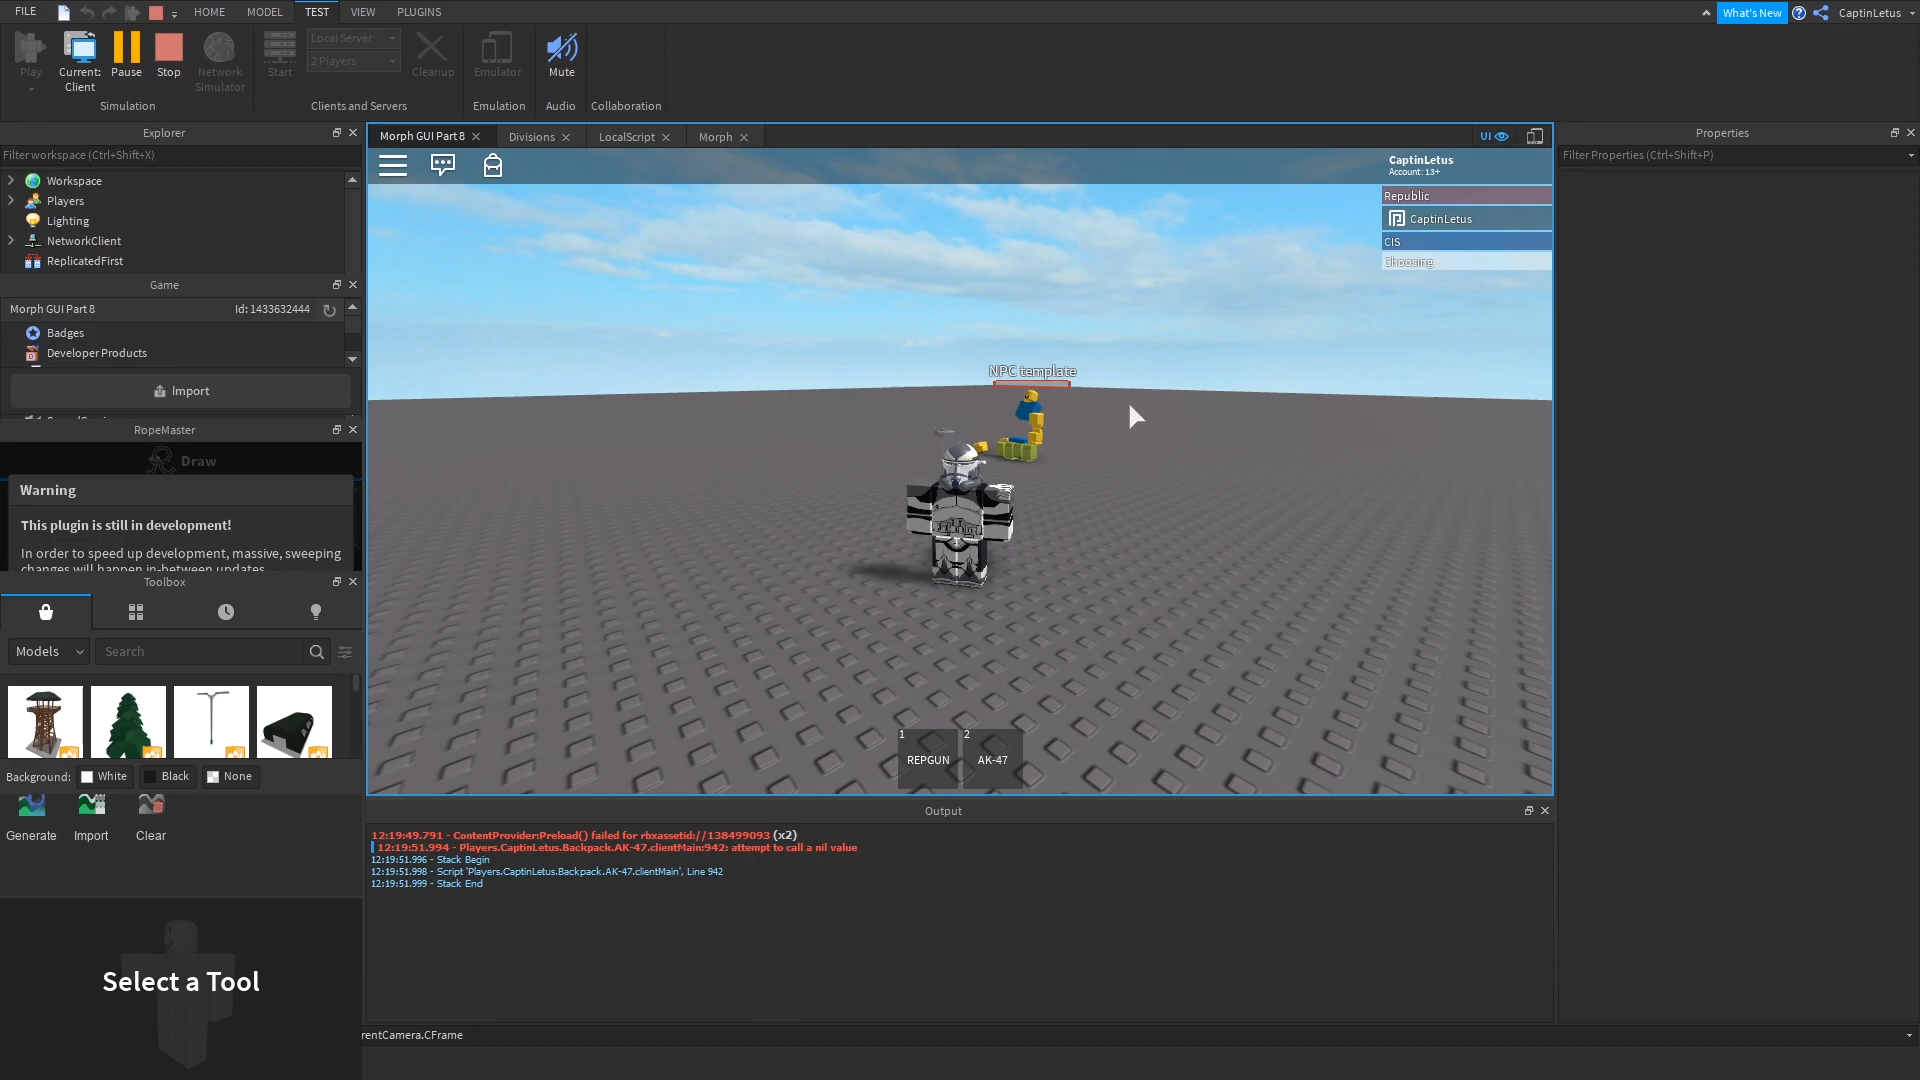 FILE
HOME
MODEL
TEST
VIEW
PLUGINS
What's New
CaptinLetus
Play
Current:
Client
Pause
Stop
Network
Simulator
Simulation
Start
Local Server
2 Players
Cleanup
Clients and Servers
Emulator
Emulation
Mute
Audio
Collaboration
Explorer
Filter workspace (Ctrl+Shift+X)
Workspace
Players
Lighting
NetworkClient
ReplicatedFirst
Game
Morph GUI Part 8
Id: 1433632444
Badges
Developer Products
Import
RopeMaster
Draw
Warning
This plugin is still in development!
In order to speed up development, massive, sweeping
changes will happen in-between updates
Toolbox
Models
Search
Background:
White
Black
None
Generate
Import
Clear
Select a Tool
Morph GUI Part 8
Divisions
LocalScript
Morph
UI
CaptinLetus
Account: 13+
Republic
CaptinLetus
CIS
Choosing
NPC template
1
REPGUN
2
AK-47
Output
12:19:49.791 - ContentProvider:Preload() failed for rbxassetid://138499093 (x2)
12:19:51.994 - Players.CaptinLetus.Backpack.AK-47.clientMain:942: attempt to call a nil value
12:19:51.996 - Stack Begin
12:19:51.998 - Script 'Players.CaptinLetus.Backpack.AK-47.clientMain', Line 942
12:19:51.999 - Stack End
rentCamera.CFrame
Properties
Filter Properties (Ctrl+Shift+P)